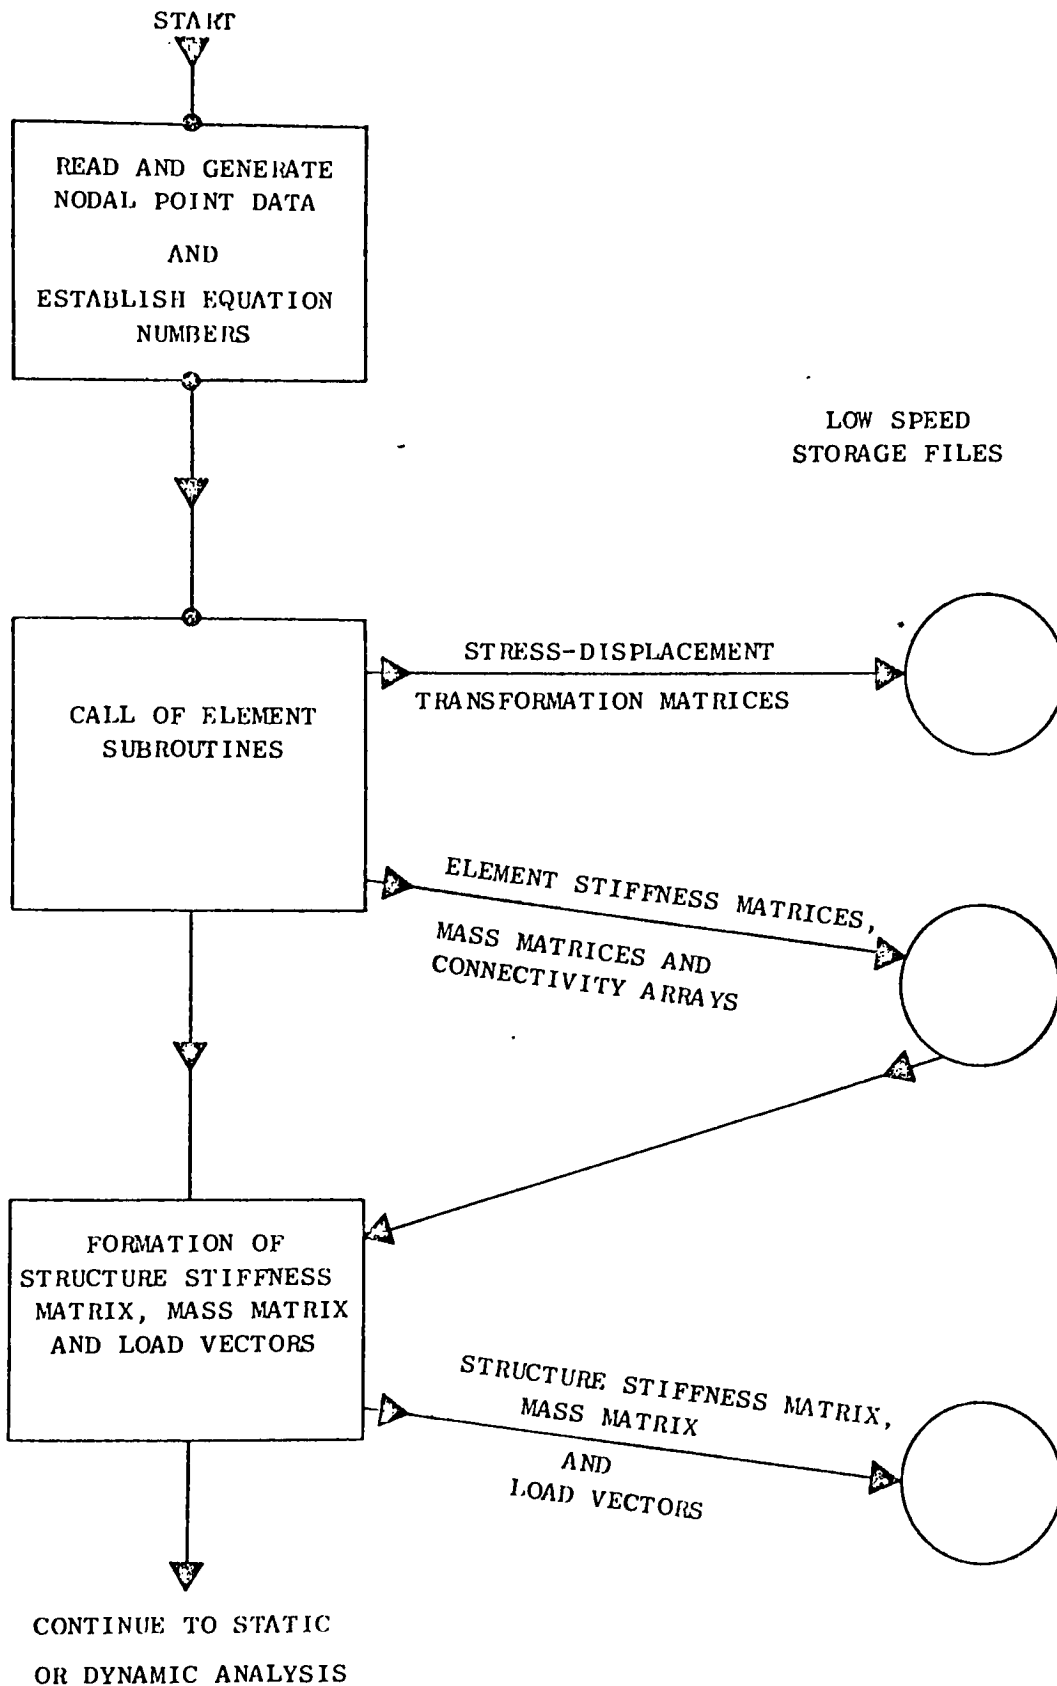 START
READ AND GENERATE
NODAL POINT DATA
AND
ESTABLISH EQUATION
NUMBERS
LOW SPEED
STORAGE FILES
CALL OF ELEMENT
SUBROUTINES
STRESS-DISPLACEMENT
TRANSFORMATION MATRICES
ELEMENT STIFFNESS MATRICES,
MASS MATRICES AND
CONNECTIVITY ARRAYS
FORMATION OF
STRUCTURE STIFFNESS
MATRIX, MASS MATRIX
AND LOAD VECTORS
STRUCTURE STIFFNESS MATRIX,
MASS MATRIX
AND
LOAD VECTORS
CONTINUE TO STATIC
OR DYNAMIC ANALYSIS